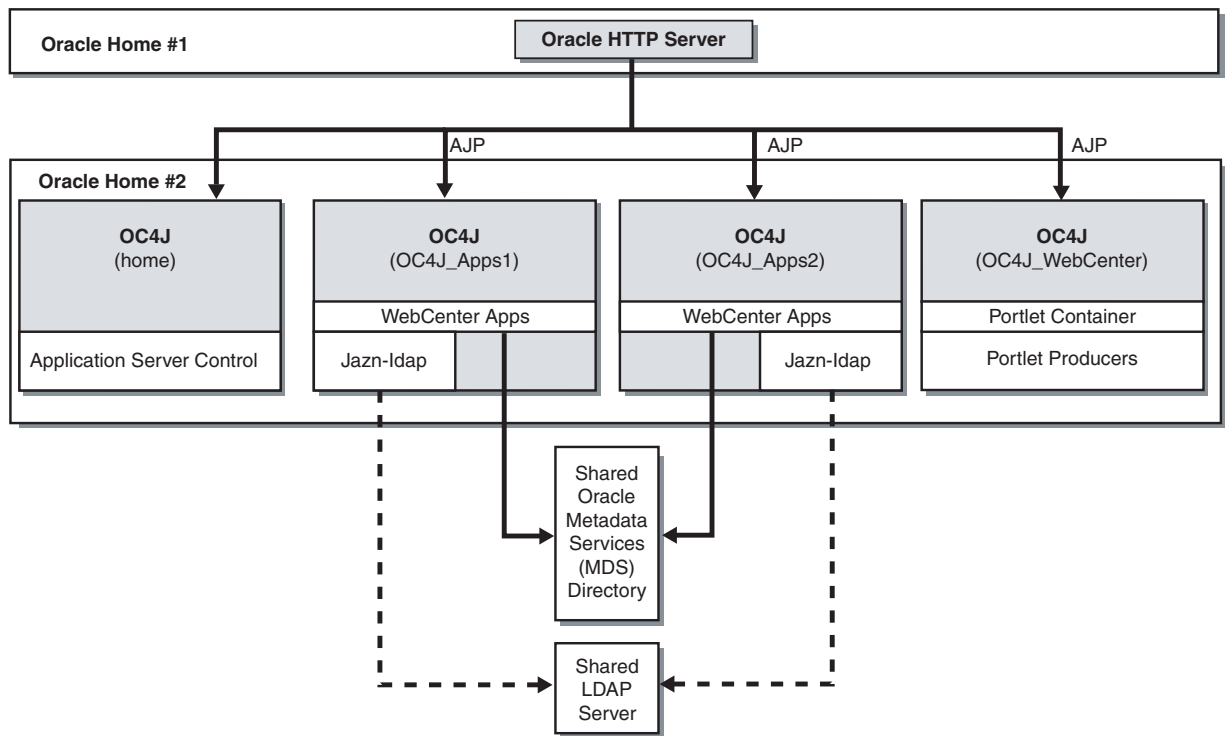 Oracle Home #1
Oracle HTTP Server
AJP
AJP
AJP
Oracle Home #2
OC4J
(home)
Application Server Control
OC4J
(OC4J_Apps1)
WebCenter Apps
Jazn-ldap
OC4J
(OC4J_Apps2)
WebCenter Apps
Jazn-ldap
OC4J
(OC4J_WebCenter)
Portlet Container
Portlet Producers
Shared
Oracle
Metadata
Services
(MDS)
Directory
Shared
LDAP
Server